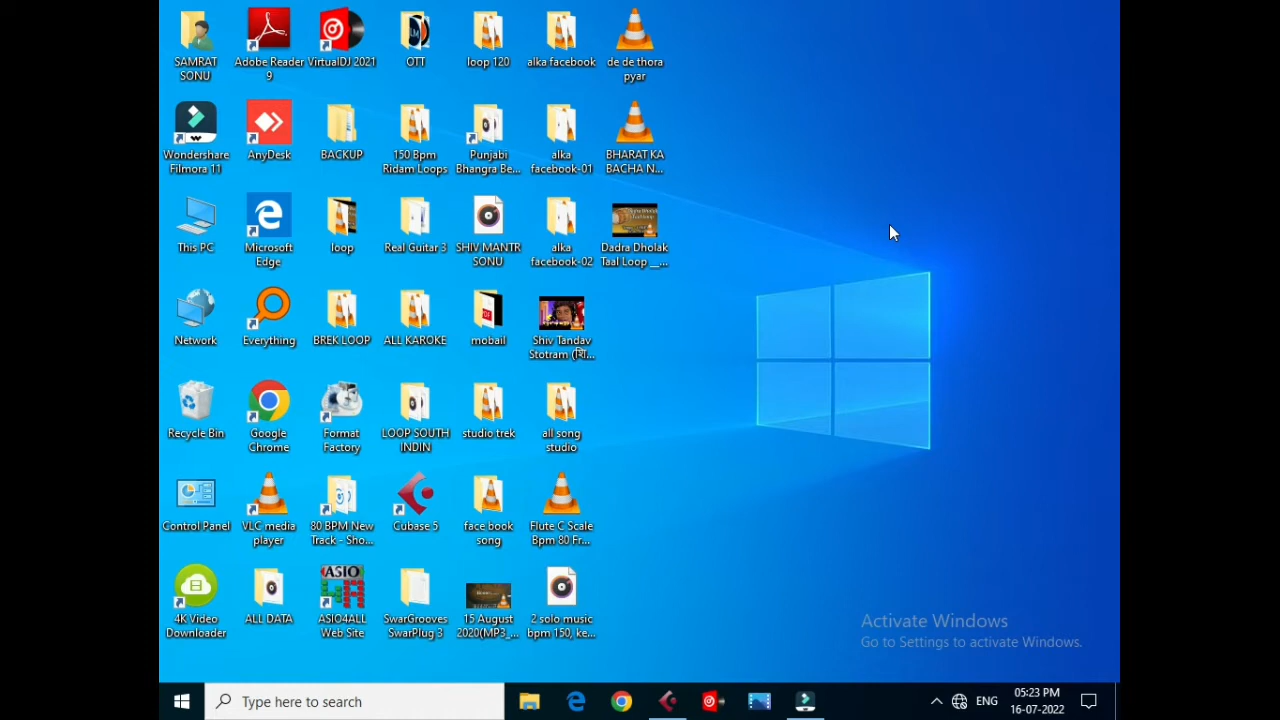 SAMRAT
SONU
Adobe Reader
9
VirtualDJ 2021
OTT
loop 120
alka facebook
de de thora
pyar
Wondershare
Filmora 11
AnyDesk
BACKUP
150 Bpm
Ridam Loops
Punjabi
Bhangra Be...
alka
facebook-01
BHARAT KA
BACHA N...
This PC
Microsoft
Edge
loop
Real Guitar 3
SHIV MANTR
SONU
alka
facebook-02
Dadra Dholak
Taal Loop __...
Network
Everything
BREK LOOP
ALL KAROKE
mobail
Shiv Tandav
Stotram (शि...
Recycle Bin
Google
Chrome
Format
Factory
LOOP SOUTH
INDIN
studio trek
all song
studio
Control Panel
VLC media
player
80 BPM New
Track - Sho...
Cubase 5
face book
song
Flute C Scale
Bpm 80 Fr...
4K Video
Downloader
ALL DATA
ASIO
ASIO4ALL
Web Site
SwarGrooves
SwarPlug 3
15 August
2020(MP3_...
2 solo music
bpm 150, ke...
Activate Windows
Go to Settings to activate Windows.
Type here to search
ENG
05:23 PM
16-07-2022